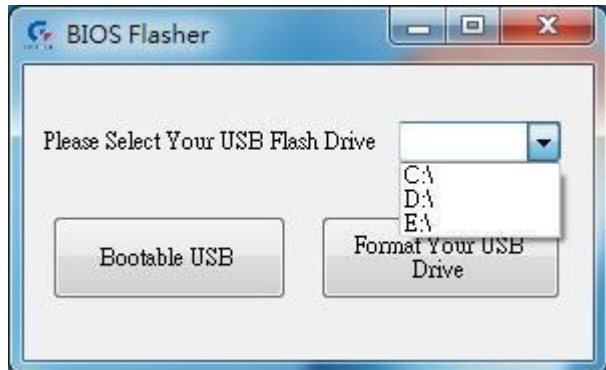 BIOS Flasher
Please Select Your USB Flash Drive
C:\
D:\
E:\
Bootable USB
Format Your USB
Drive